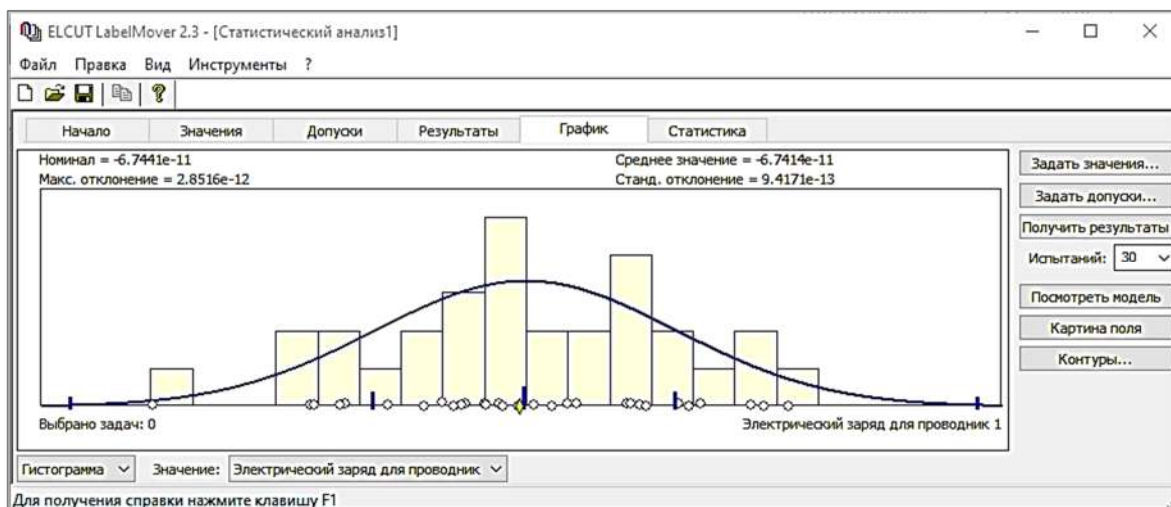 ELCUT LabelMover 2.3 - [Статистический анализ1]
Файл Правка Вид Инструменты ?
Начало Значения Допуски Результаты График Статистика
Номинал = -6.7441e-11 Среднее значение = -6.7414e-11
Макс. отклонение = 2.8516e-12 Станд. отклонение = 9.4171e-13
Выбрано задач: 0 Электрический заряд для проводник 1
Задать значения...
Задать допуски...
Получить результаты
Испытаний: 30
Посмотреть модель
Картина поля
Контуры...
Гистограмма Значение: Электрический заряд для проводник
Для получения справки нажмите клавишу F1